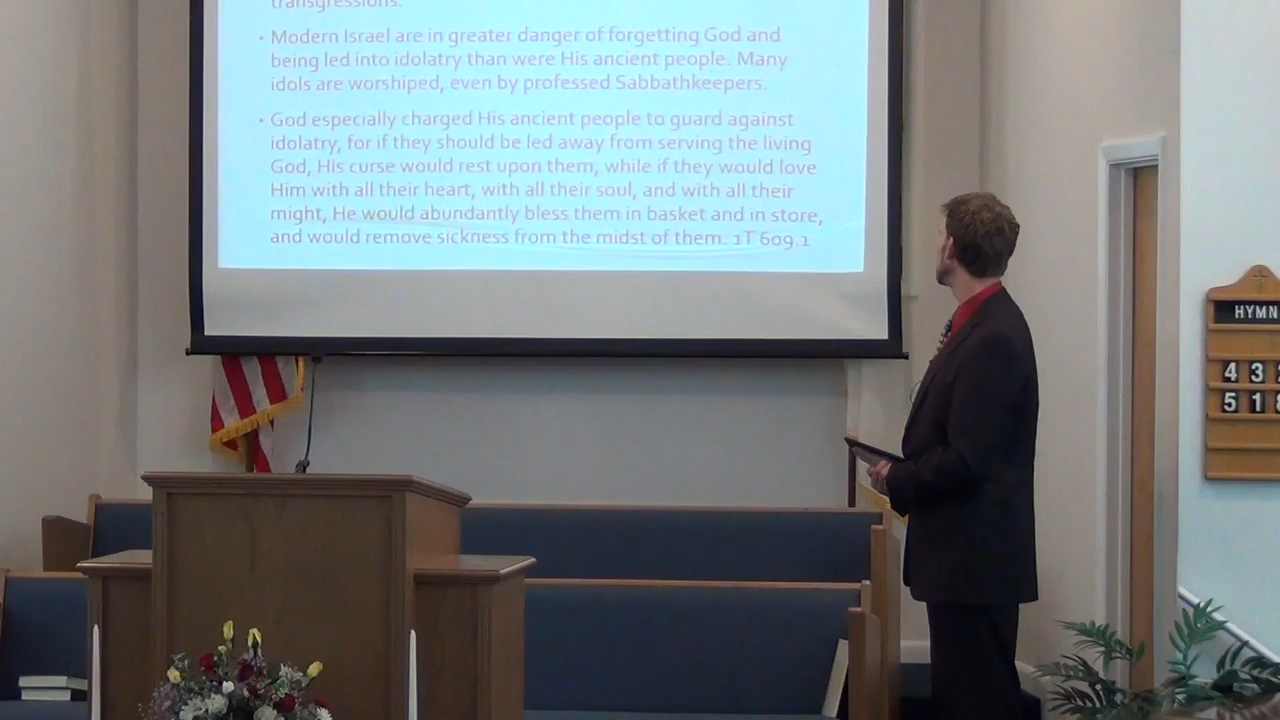 transgressions.
• Modern Israel are in greater danger of forgetting God and
being led into idolatry than were His ancient people. Many
idols are worshiped, even by professed Sabbathkeepers.
• God especially charged His ancient people to guard against
idolatry, for if they should be led away from serving the living
God, His curse would rest upon them, while if they would love
Him with all their heart, with all their soul, and with all their
might, He would abundantly bless them in basket and in store,
and would remove sickness from the midst of them. 1T 609.1
HYMN
43
51